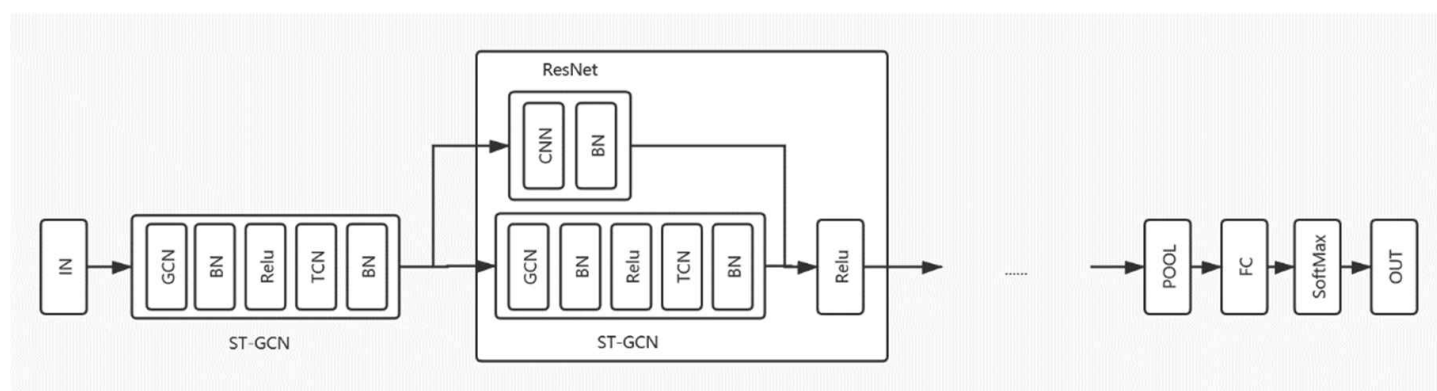 ResNet
CNN
BN
IN
GCN
BN
Relu
TCN
BN
ST-GCN
GCN
BN
Relu
TCN
BN
ST-GCN
Relu
......
POOL
FC
SoftMax
OUT